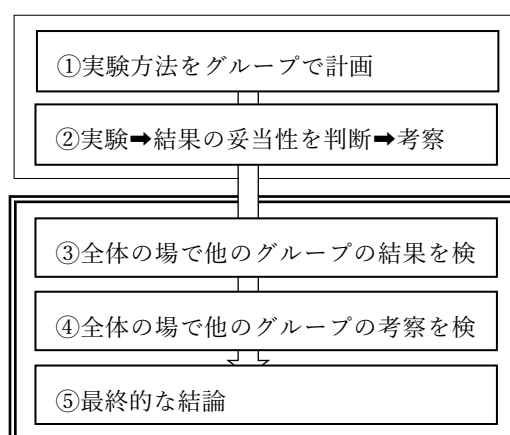 ①実験方法をグループで計画
②実験➡結果の妥当性を判断➡考察
③全体の場で他のグループの結果を検
④全体の場で他のグループの考察を検
⑤最終的な結論